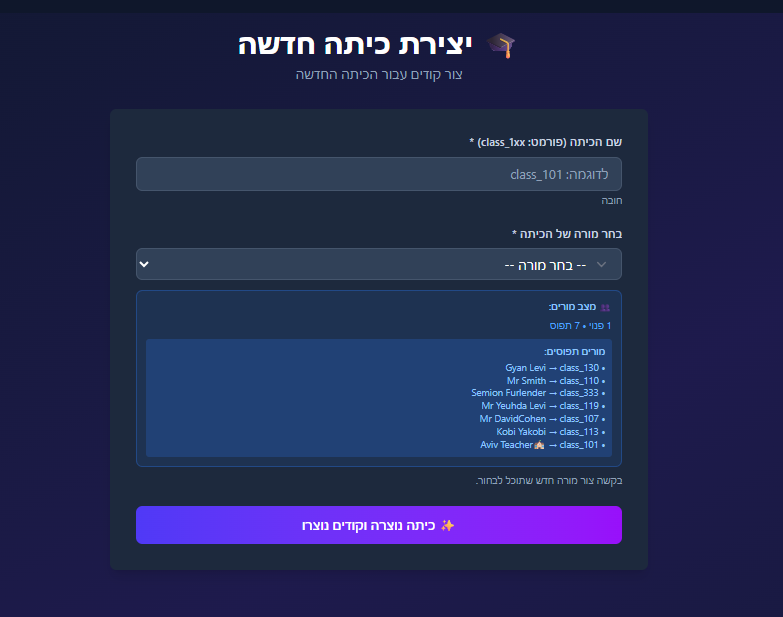 🎓 יצירת כיתה חדשה
צור קודים עבור הכיתה החדשה
שם הכיתה (פורמט: class_1xx) *
לדוגמה: class_101
חובה
בחר מורה של הכיתה *
-- בחר מורה --
מצב מורים:
1 פנוי • 7 תפוס
מורים תפוסים:
• Gyan Levi → class_130
• Mr Smith → class_110
• Semion Furlender → class_333
• Mr Yeuhda Levi → class_119
• Mr DavidCohen → class_107
• Kobi Yakobi → class_113
• Aviv Teacher🏫 → class_101
בקשה צור מורה חדש שתוכל לבחור.
✨ כיתה נוצרה וקודים נוצרו